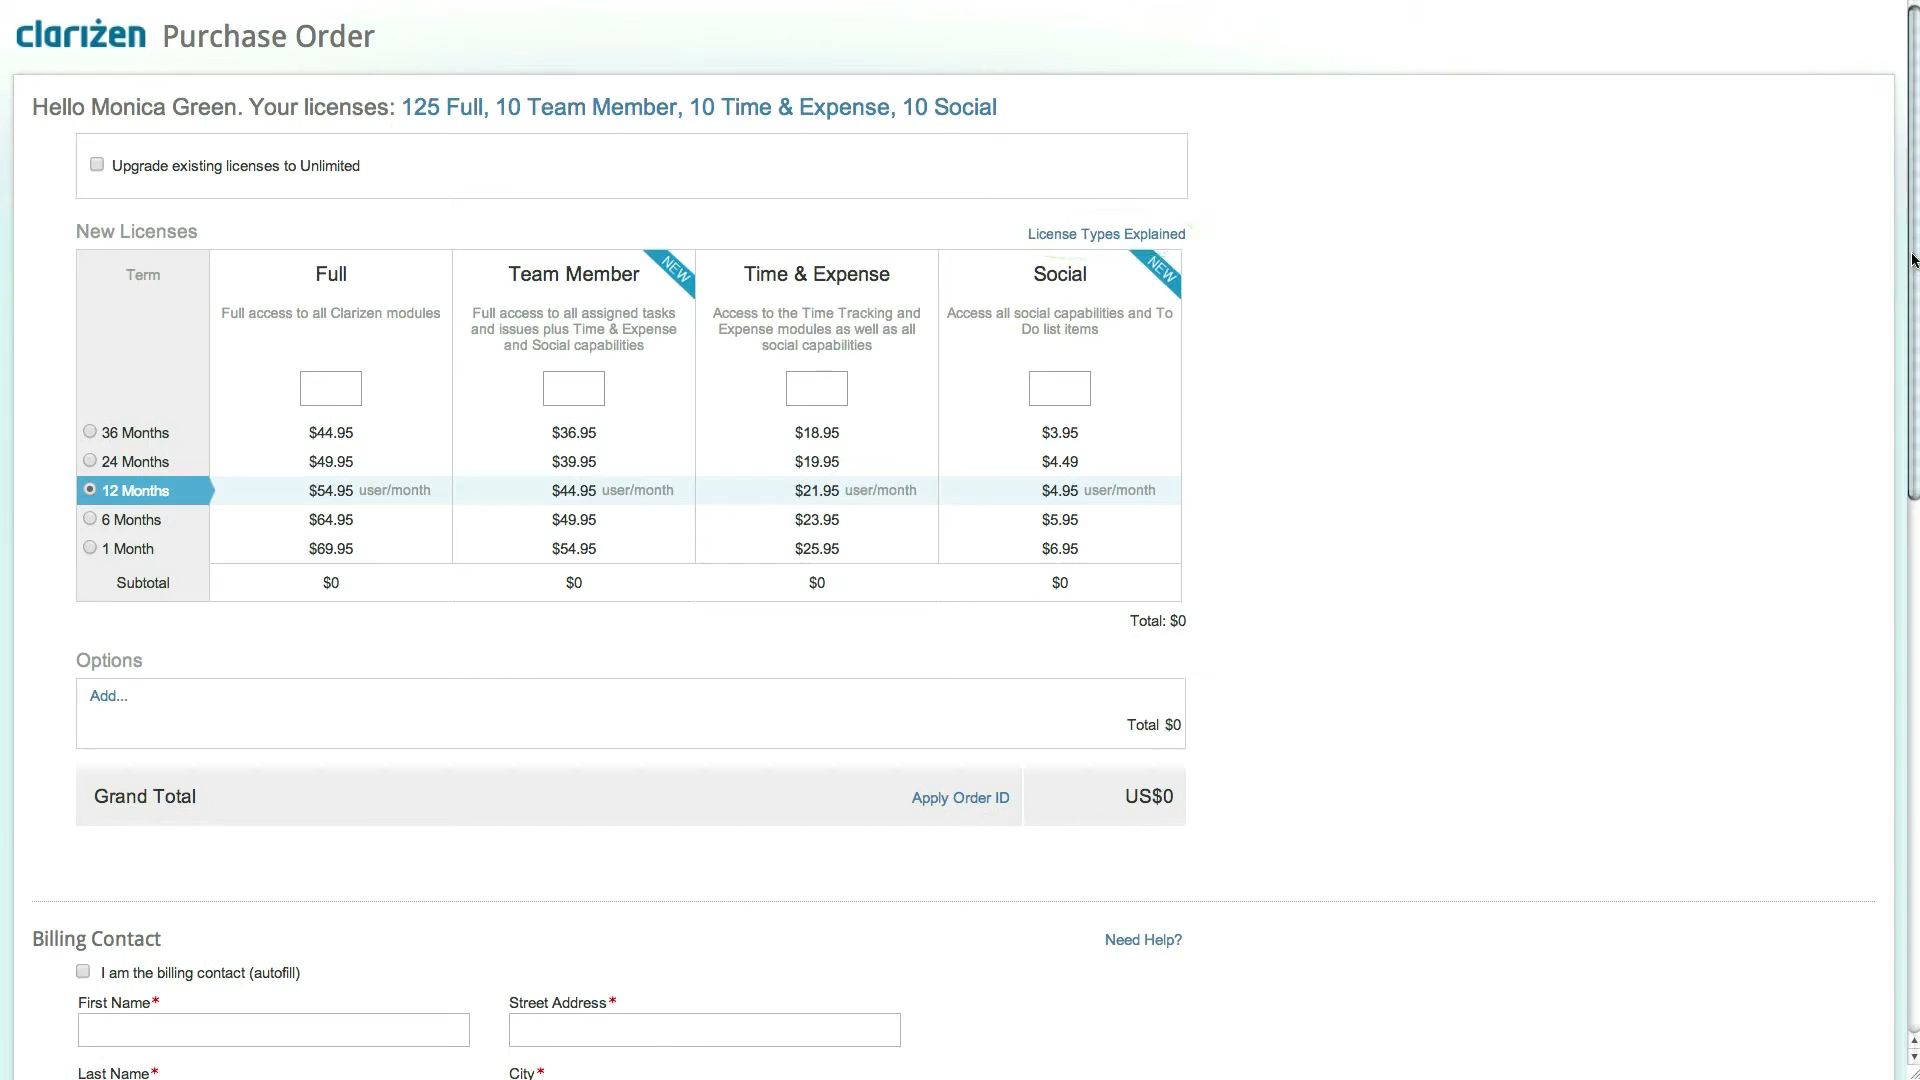 clarizen Purchase Order
Hello Monica Green. Your licenses: 125 Full, 10 Team Member, 10 Time & Expense, 10 Social
Upgrade existing licenses to Unlimited
New Licenses
License Types Explained
Term
Full
Full access to all Clarizen modules
Team Member
NEW
Full access to all assigned tasks
and issues plus Time & Expense
and Social capabilities
Time & Expense
Access to the Time Tracking and
Expense modules as well as all
social capabilities
Social
NEW
Access all social capabilities and To
Do list items
36 Months $44.95 $36.95 $18.95 $3.95
24 Months $49.95 $39.95 $19.95 $4.49
12 Months $54.95 user/month $44.95 user/month $21.95 user/month $4.95 user/month
6 Months $64.95 $49.95 $23.95 $5.95
1 Month $69.95 $54.95 $25.95 $6.95
Subtotal $0 $0 $0 $0
Total: $0
Options
Add...
Total $0
Grand Total Apply Order ID US$0
Billing Contact
Need Help?
I am the billing contact (autofill)
First Name* Street Address*
Last Name* City*